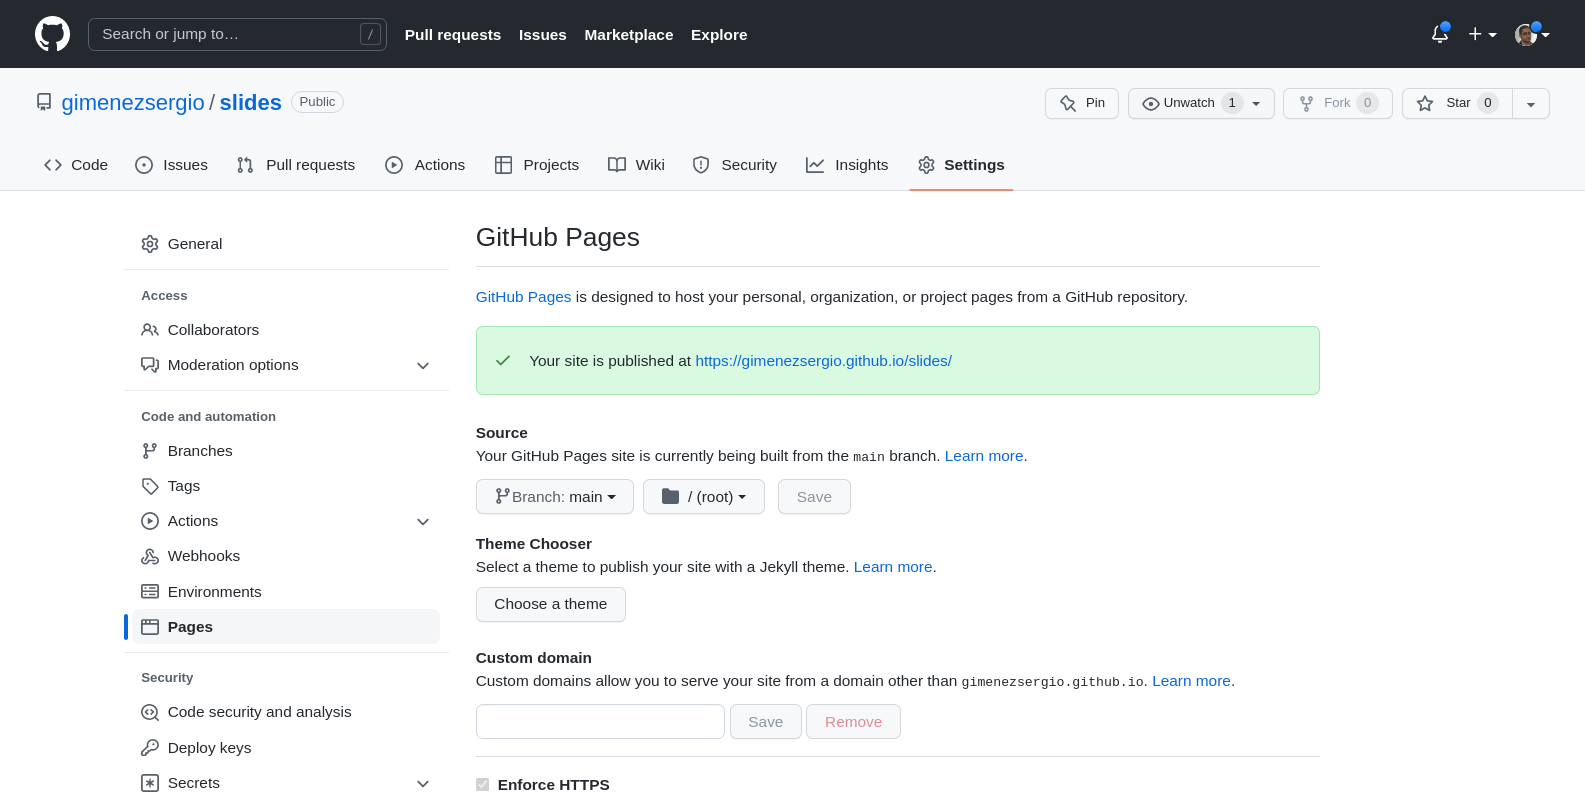 Search or jump to… / Pull requests Issues Marketplace Explore
gimenezsergio / slides Public Pin Unwatch 1 Fork 0 Star 0
Code Issues Pull requests Actions Projects Wiki Security Insights Settings
General
Access
Collaborators
Moderation options
Code and automation
Branches
Tags
Actions
Webhooks
Environments
Pages
Security
Code security and analysis
Deploy keys
Secrets
GitHub Pages
GitHub Pages is designed to host your personal, organization, or project pages from a GitHub repository.
Your site is published at https://gimenezsergio.github.io/slides/
Source
Your GitHub Pages site is currently being built from the main branch. Learn more.
Branch: main / (root) Save
Theme Chooser
Select a theme to publish your site with a Jekyll theme. Learn more.
Choose a theme
Custom domain
Custom domains allow you to serve your site from a domain other than gimenezsergio.github.io. Learn more.
Save Remove
Enforce HTTPS